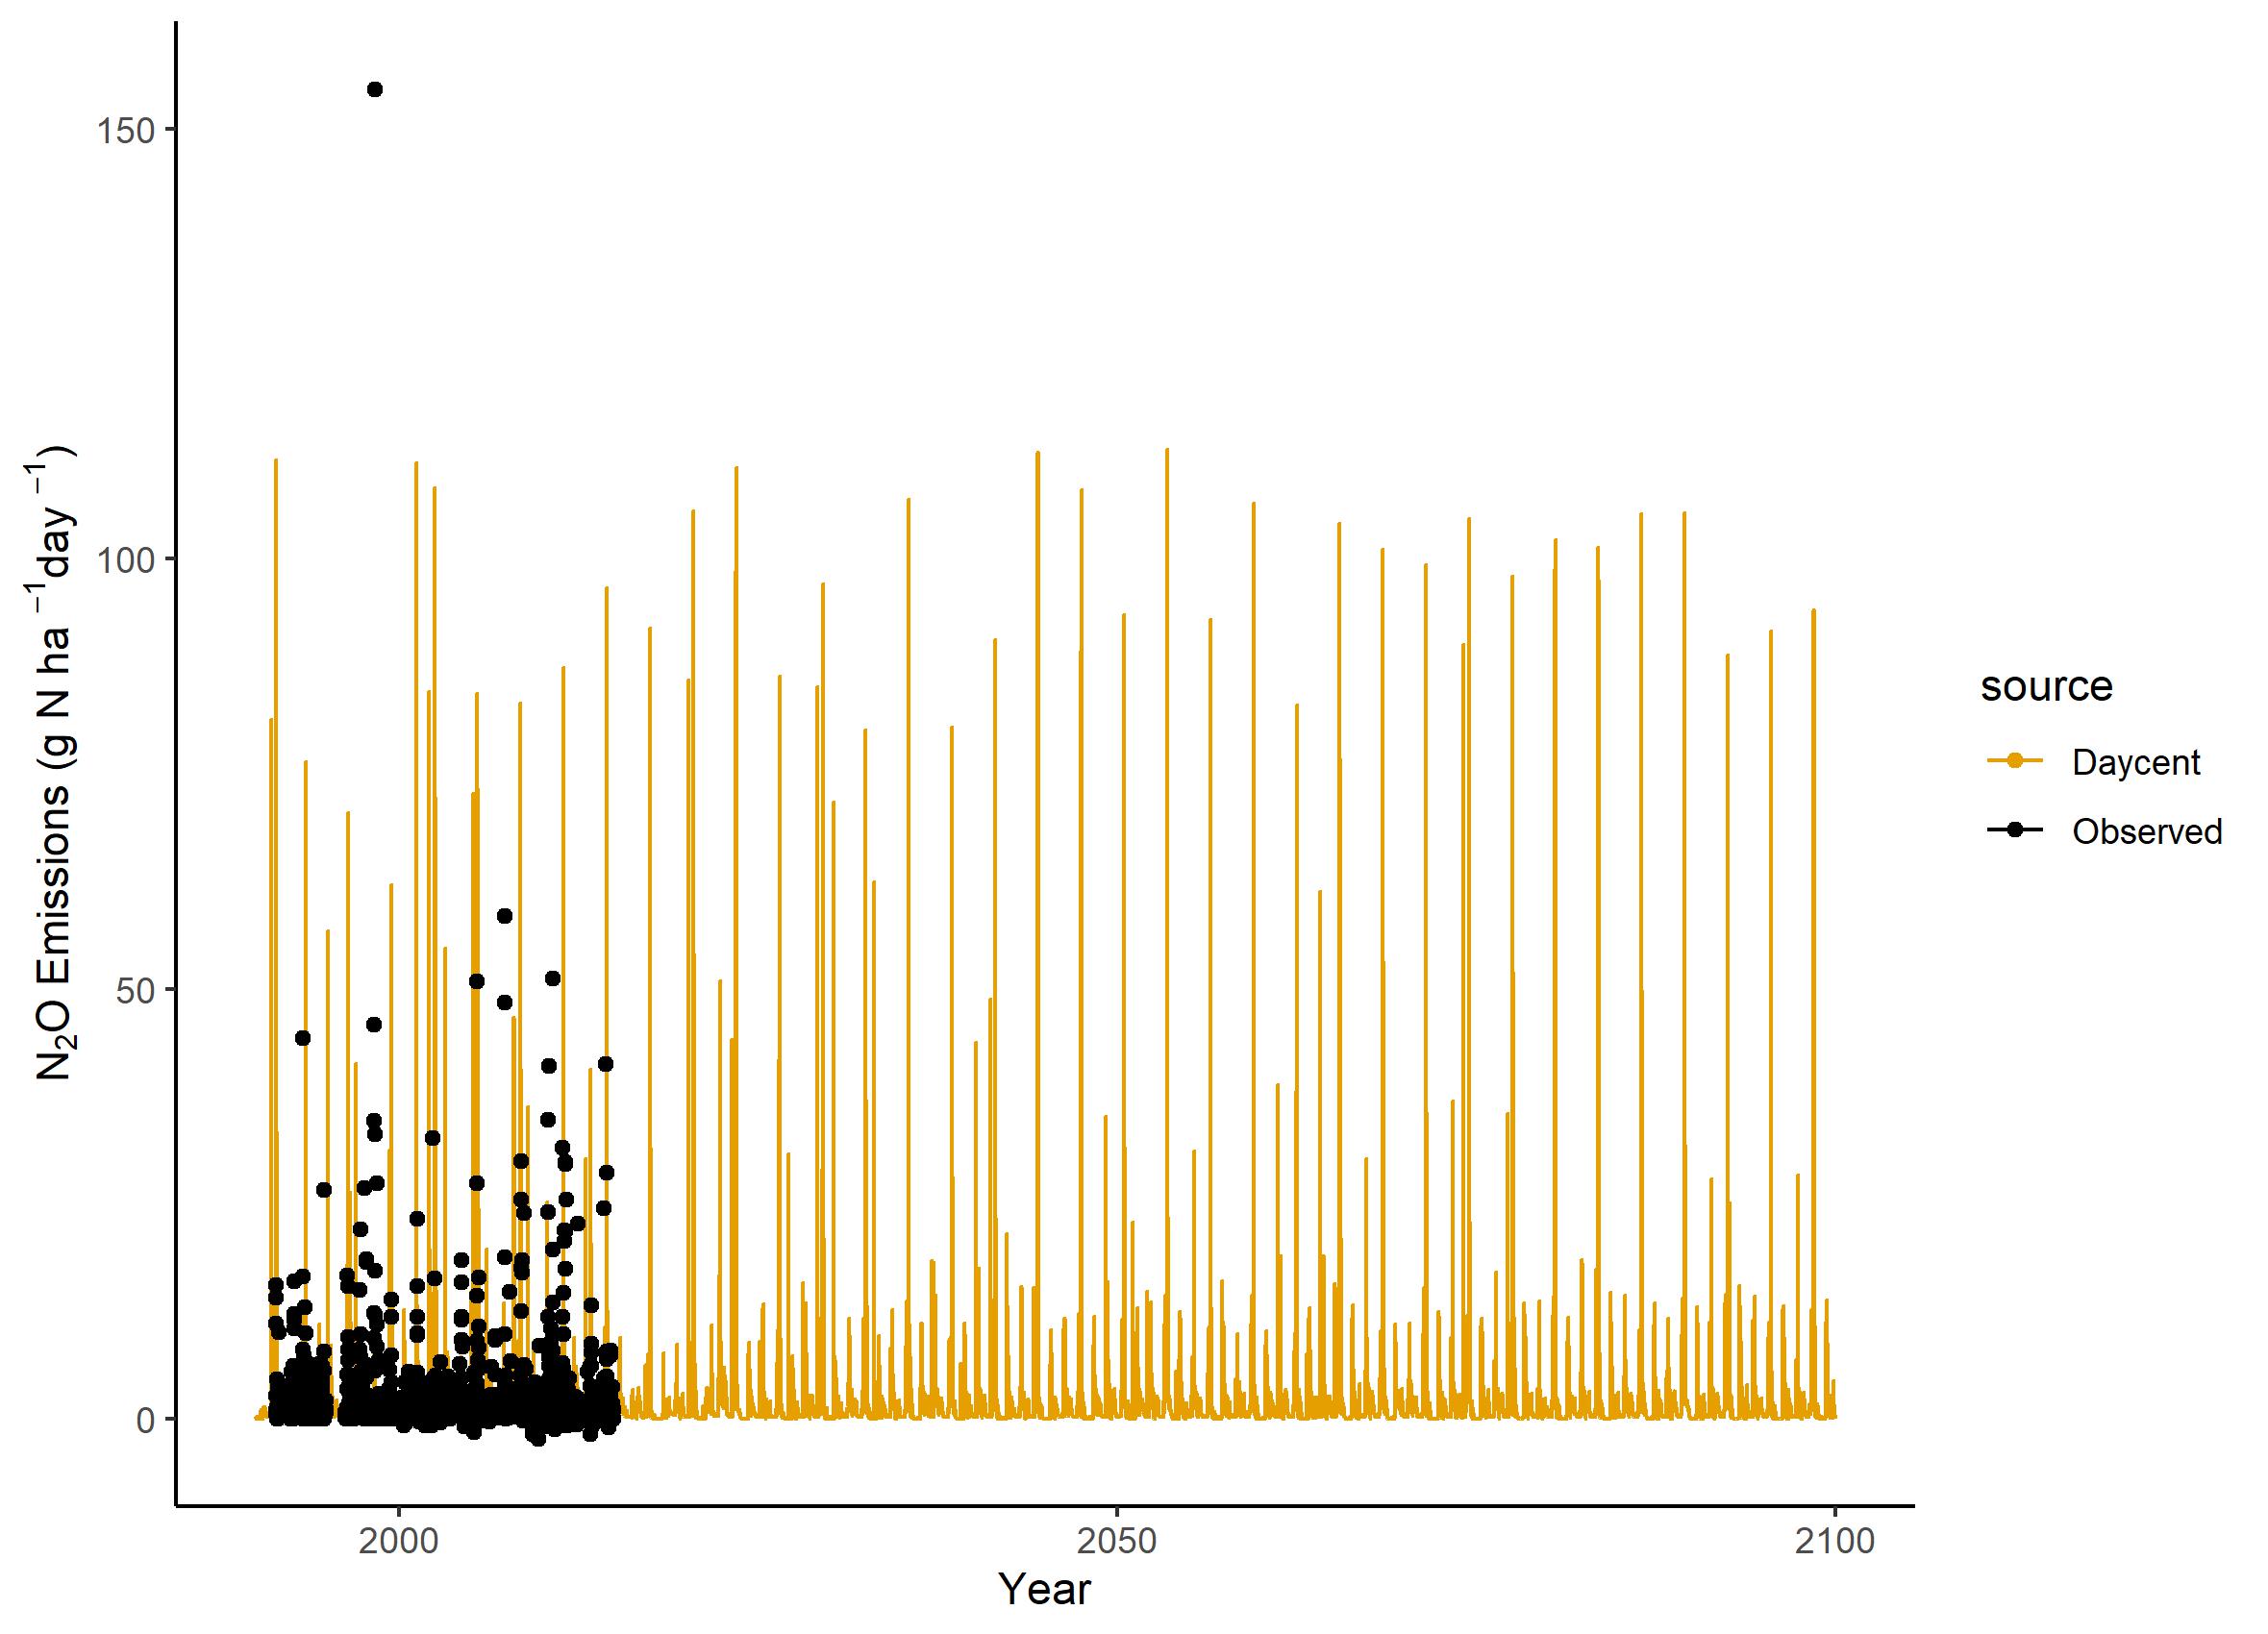 150
100
50
0
N₂O Emissions (g N ha ⁻¹day ⁻¹)
2000
2050
2100
Year
source
Daycent
Observed